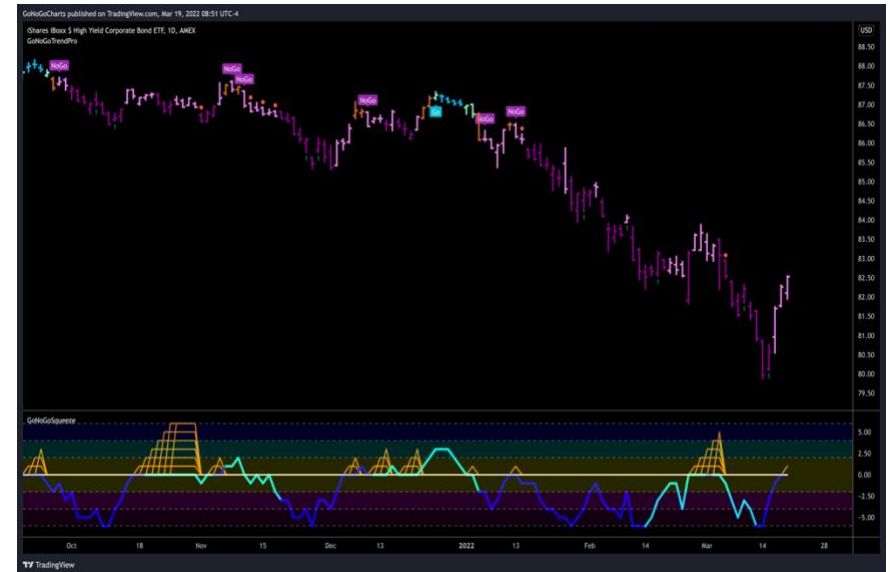 GoNoGoCharts published on TradingView.com, Mar 19, 2022 08:51 UTC-4
iShares iBoxx $ High Yield Corporate Bond ETF, 1D, AMEX
GoNoGoTrendPro
USD
88.50
NoGo
NoGo
88.00
NoGo
87.50
NoGo
87.00
Go
NoGo
NoGo
86.50
86.00
85.50
85.00
84.50
84.00
83.50
83.00
82.50
82.00
81.50
81.00
80.50
80.00
79.50
GoNoGoSqueeze
5.00
2.50
0.00
-2.50
-5.00
Oct 18 Nov 15 Dec 13 2022 13 Feb 14 Mar 14 28
TradingView